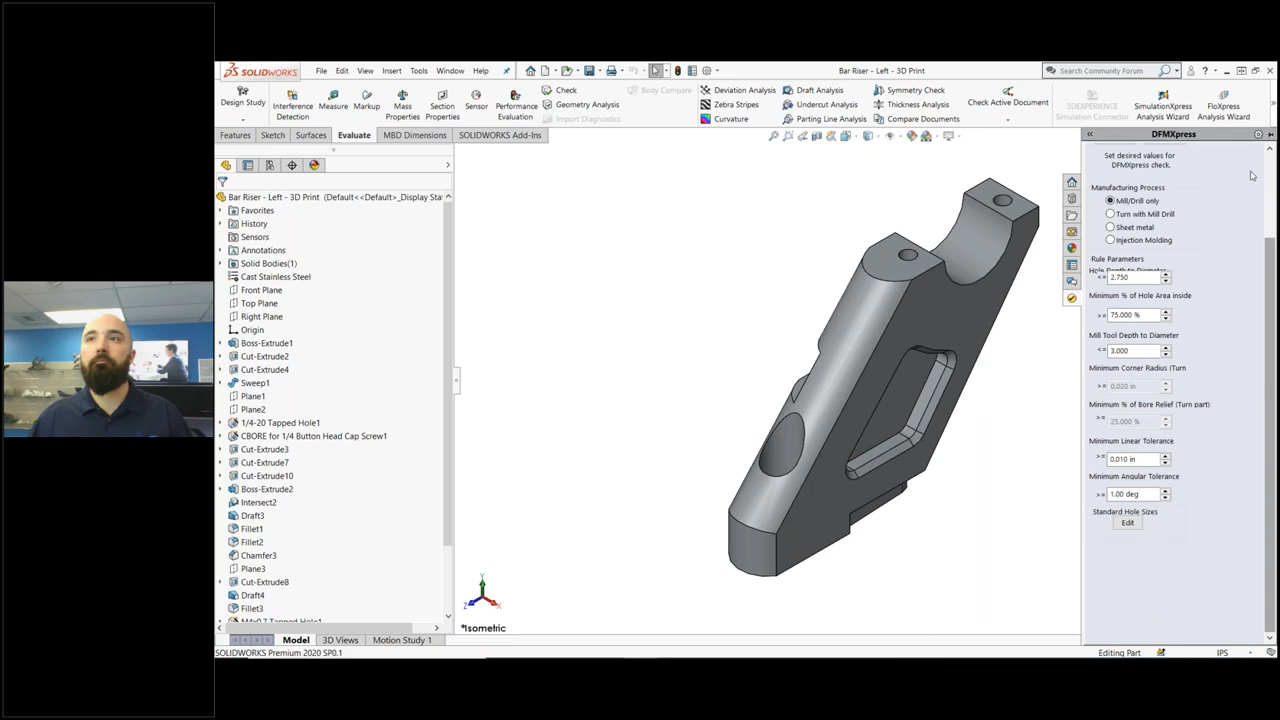 SOLIDWORKS
File
Edit
View
Insert
Tools
Window
Help
Bar Riser - Left - 3D Print
Search Community Forum
Design Study
Interference Detection
Measure
Markup
Mass Properties
Section Properties
Sensor
Performance Evaluation
Check
Geometry Analysis
Import Diagnostics
Body Compare
Deviation Analysis
Zebra Stripes
Curvature
Draft Analysis
Undercut Analysis
Parting Line Analysis
Symmetry Check
Thickness Analysis
Compare Documents
Check Active Document
3DEXPERIENCE Simulation Connector
SimulationXpress Analysis Wizard
FloXpress Analysis Wizard
Features
Sketch
Surfaces
Evaluate
MBD Dimensions
SOLIDWORKS Add-Ins
Bar Riser - Left - 3D Print (Default<<Default>_Display Sta
Favorites
History
Sensors
Annotations
Solid Bodies(1)
Cast Stainless Steel
Front Plane
Top Plane
Right Plane
Origin
Boss-Extrude1
Cut-Extrude2
Cut-Extrude4
Sweep1
Plane1
Plane2
1/4-20 Tapped Hole1
CBORE for 1/4 Button Head Cap Screw1
Cut-Extrude3
Cut-Extrude7
Cut-Extrude10
Boss-Extrude2
Intersect2
Draft3
Fillet1
Fillet2
Chamfer3
Plane3
Cut-Extrude8
Draft4
Fillet3
M4x0.7 Tapped Hole1
Y
Z
X
*Isometric
DFMXpress
Set desired values for
DFMXpress check.
Manufacturing Process
Mill/Drill only
Turn with Mill Drill
Sheet metal
Injection Molding
Rule Parameters
Hole Depth to Diameter
<= 2.750
Minimum % of Hole Area inside
>= 75.000 %
Mill Tool Depth to Diameter
<= 3.000
Minimum Corner Radius (Turn
>= 0.020 in
Minimum % of Bore Relief (Turn part)
>= 25.000 %
Minimum Linear Tolerance
>= 0.010 in
Minimum Angular Tolerance
>= 1.00 deg
Standard Hole Sizes
Edit
Model
3D Views
Motion Study 1
SOLIDWORKS Premium 2020 SP0.1
Editing Part
IPS